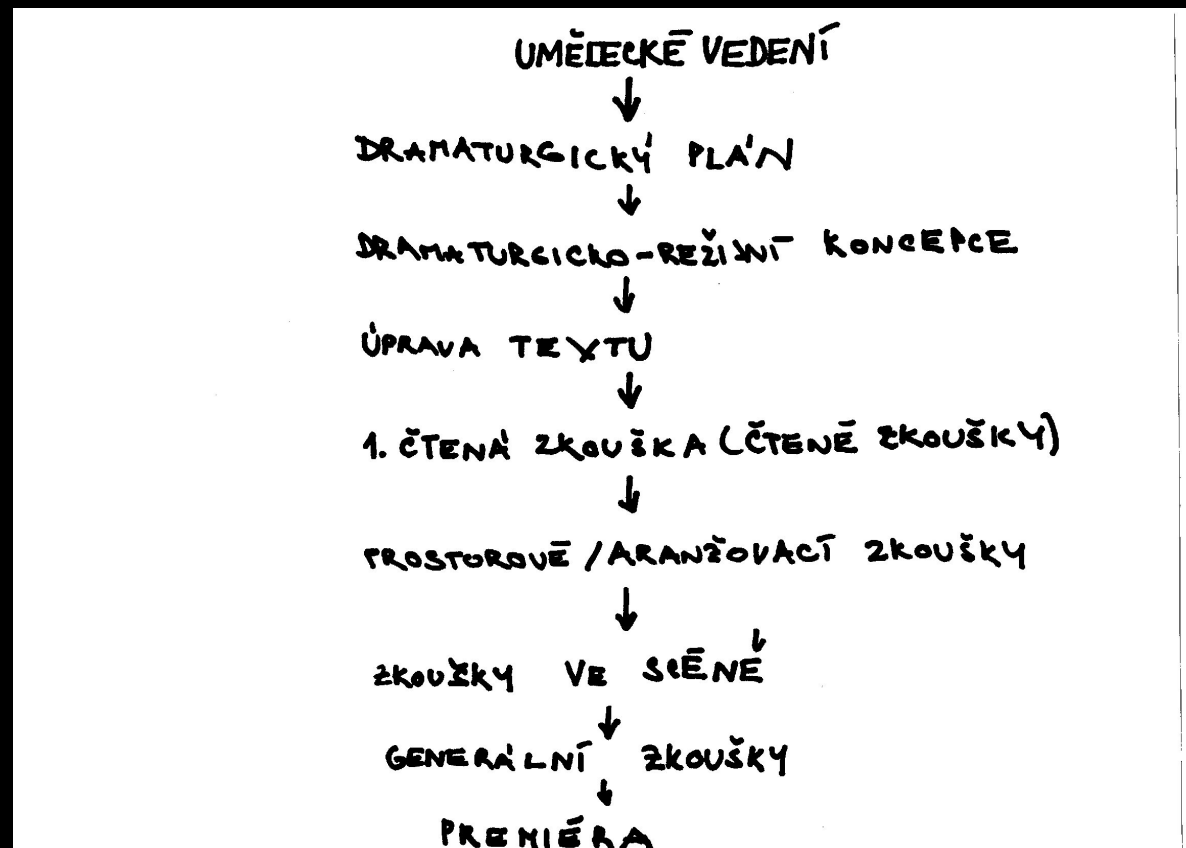 UMĚLECKÉ VEDENÍ
DRAMATURGICKÝ PLÁN
DRAMATURGICKO-REŽIJNÍ KONCEPCE
ÚPRAVA TEXTU
1. ČTENÁ ZKOUŠKA (ČTENÉ ZKOUŠKY)
PROSTOROVÉ / ARANŽOVACÍ ZKOUŠKY
ZKOUŠKY VE SCÉNĚ
GENERÁLNÍ ZKOUŠKY
PREMIÉRA